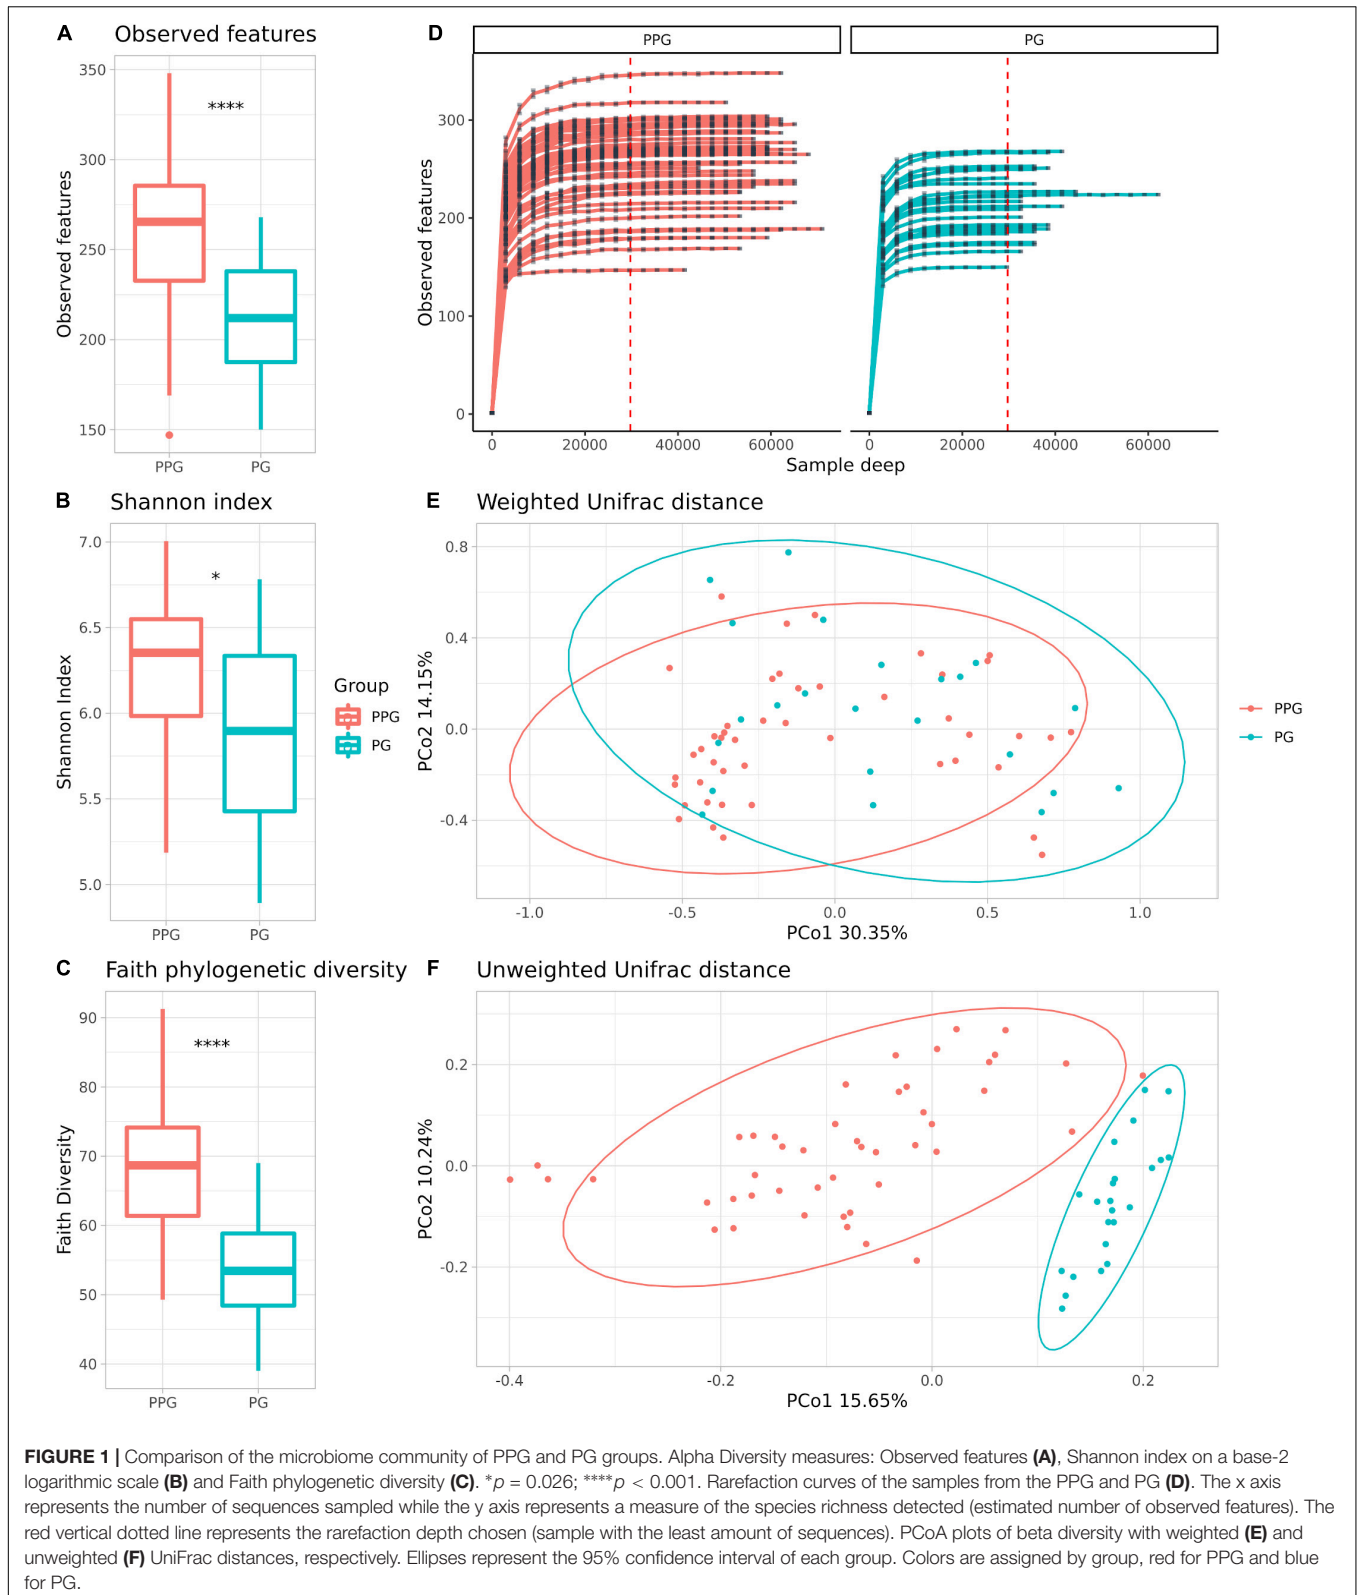 A Observed features
350
300
250
200
150
Observed features
****
PPG PG
D
PPG PG
300
200
100
0
Observed features
0 20000 40000 60000 0 20000 40000 60000
Sample deep
B Shannon index
7.0
6.5
6.0
5.5
5.0
Shannon Index
*
PPG PG
Group
PPG
PG
E Weighted Unifrac distance
0.8
0.4
0.0
-0.4
PCo2 14.15%
-1.0 -0.5 0.0 0.5 1.0
PCo1 30.35%
PPG
PG
C Faith phylogenetic diversity
90
80
70
60
50
40
Faith Diversity
****
PPG PG
F Unweighted Unifrac distance
0.2
0.0
-0.2
PCo2 10.24%
-0.4 -0.2 0.0 0.2
PCo1 15.65%
FIGURE 1 | Comparison of the microbiome community of PPG and PG groups. Alpha Diversity measures: Observed features (A), Shannon index on a base-2
logarithmic scale (B) and Faith phylogenetic diversity (C). *p = 0.026; ****p < 0.001. Rarefaction curves of the samples from the PPG and PG (D). The x axis
represents the number of sequences sampled while the y axis represents a measure of the species richness detected (estimated number of observed features). The
red vertical dotted line represents the rarefaction depth chosen (sample with the least amount of sequences). PCoA plots of beta diversity with weighted (E) and
unweighted (F) UniFrac distances, respectively. Ellipses represent the 95% confidence interval of each group. Colors are assigned by group, red for PPG and blue
for PG.